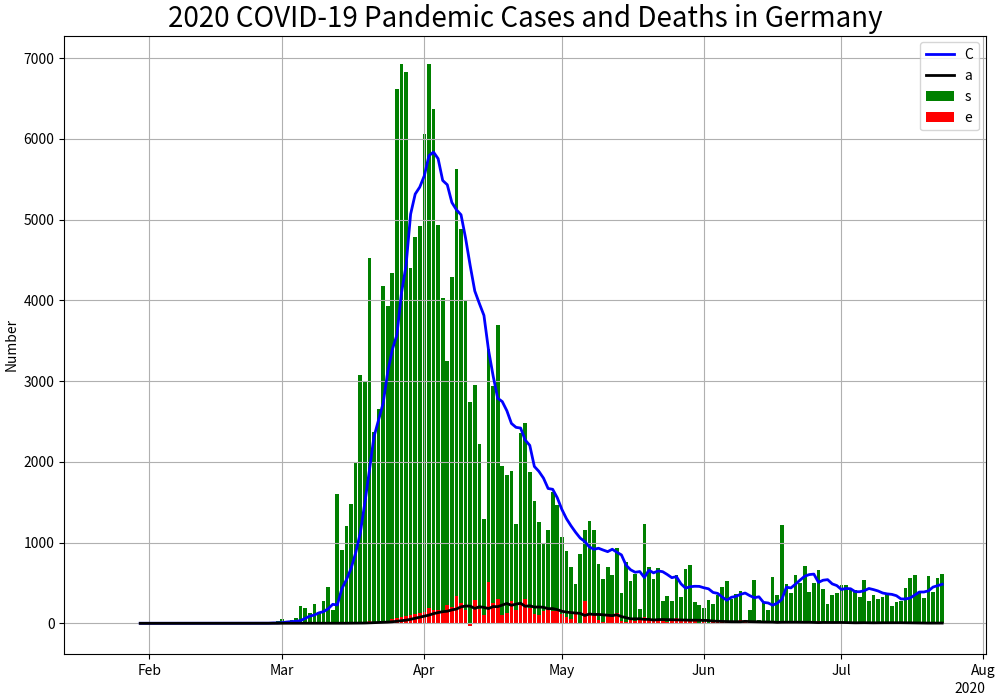 2020 COVID-19 Pandemic Cases and Deaths in Germany
7000
6000
5000
4000
3000
2000
1000
0
Number
C
a
s
e
Feb
Mar
Apr
May
Jun
Jul
Aug
2020